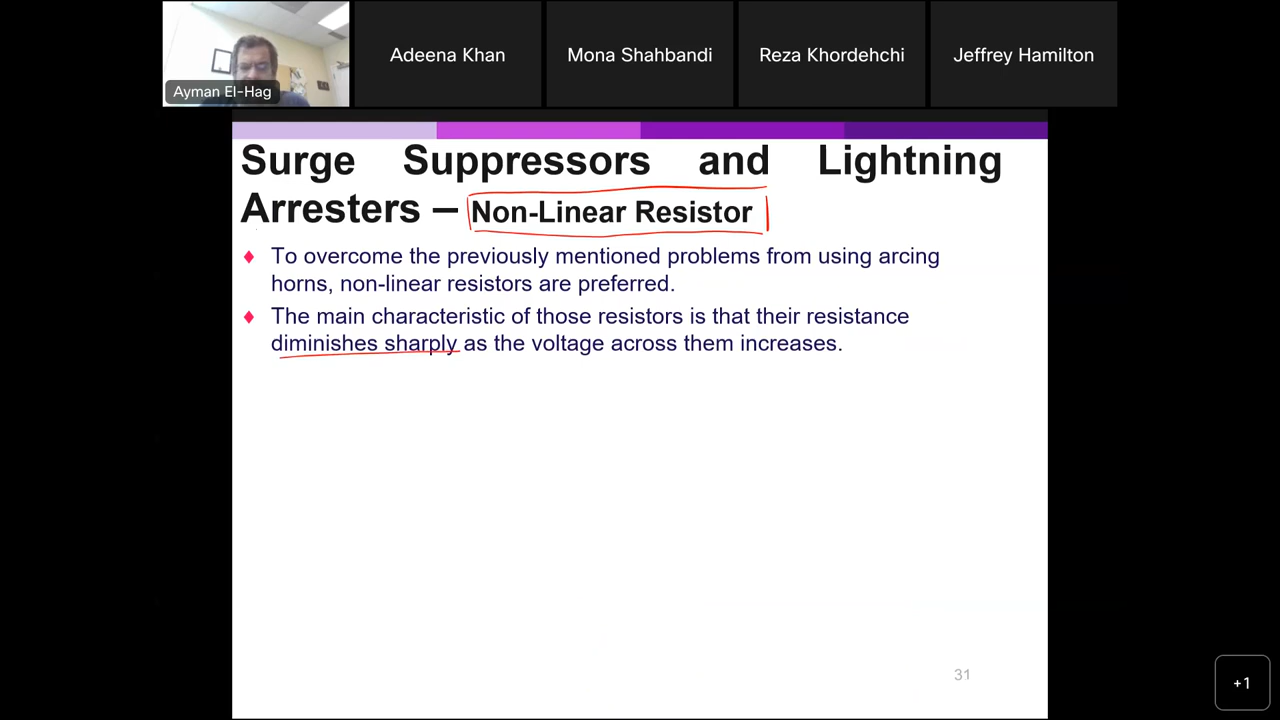 Ayman El-Hag
Adeena Khan
Mona Shahbandi
Reza Khordehchi
Jeffrey Hamilton
Surge Suppressors and Lightning
Arresters – Non-Linear Resistor
To overcome the previously mentioned problems from using arcing
horns, non-linear resistors are preferred.
The main characteristic of those resistors is that their resistance
diminishes sharply as the voltage across them increases.
31
+1